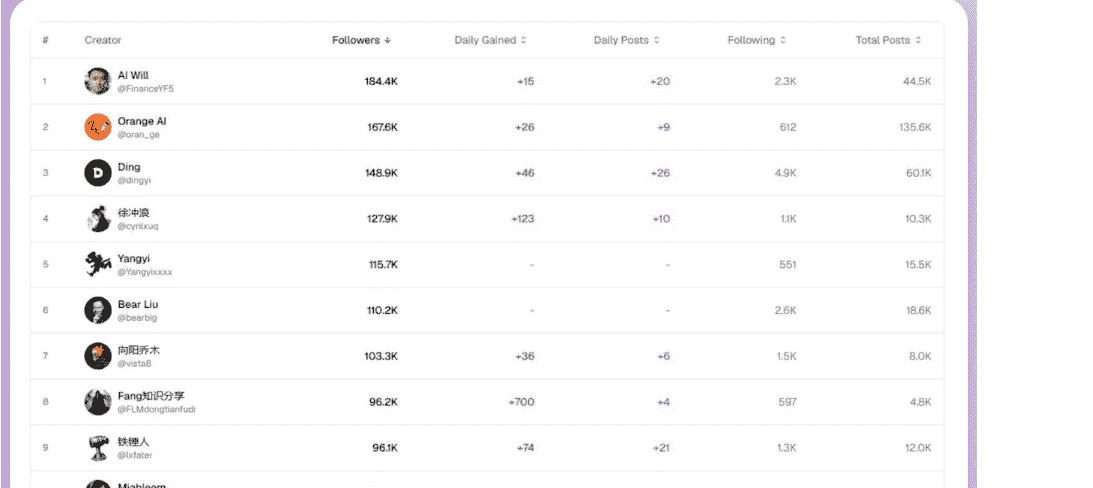 # Creator Followers ↓ Daily Gained Daily Posts Following Total Posts
1 AI Will 184.4K +15 +20 2.3K 44.5K
@FinanceYF5
2 Orange AI 167.6K +26 +9 612 135.6K
@oran_ge
3 Ding 148.9K +46 +26 4.9K 60.1K
@dingyi
4 徐冲浪 127.9K +123 +10 1.1K 10.3K
@cyrilxuq
5 Yangyi 115.7K - - 551 15.5K
@Yangyixxxx
6 Bear Liu 110.2K - - 2.6K 18.6K
@bearbig
7 向阳乔木 103.3K +36 +6 1.5K 8.0K
@vista8
8 Fang知识分享 96.2K +700 +4 597 4.8K
@FLMdongtianfudi
9 铁锤人 96.1K +74 +21 1.3K 12.0K
@lxfater